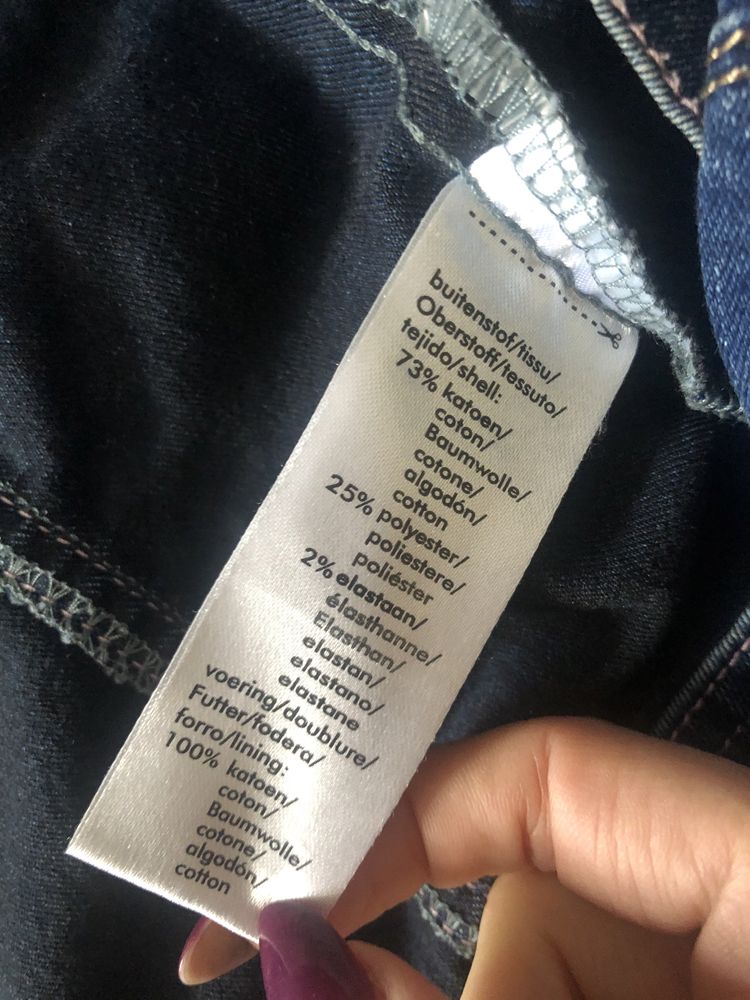 buitenstof/tissu/
Oberstoff/tessuto/
tejido/shell:
73% katoen/
coton/
Baumwolle/
cotone/
algodón/
cotton
25% polyester/
poliestere/
poliéster
2% elastaan/
élasthanne/
Elasthan/
elastan/
elastano/
elastane
voering/doublure/
Futter/fodera/
forro/lining:
100% katoen/
coton/
Baumwolle/
cotone/
algodón/
cotton